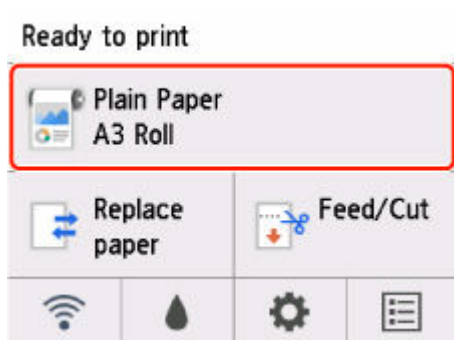 Ready to print
Plain Paper
A3 Roll
Replace
paper
Feed/Cut